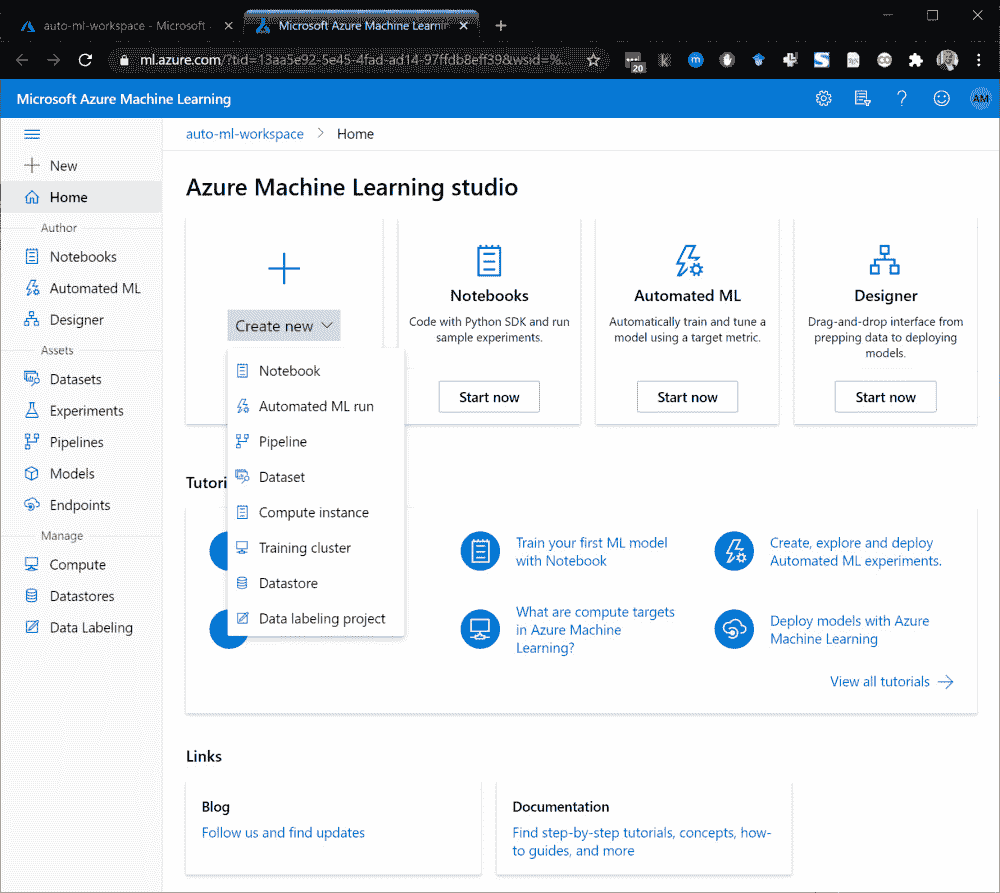 auto-ml-workspace - Microsoft
Microsoft Azure Machine Learnin
ml.azure.com/?tid=13aa5e92-5e45-4fad-ad14-97ffdb8eff39&wsid=%...
20
Microsoft Azure Machine Learning
AM
New
Home
Author
Notebooks
Automated ML
Designer
Assets
Datasets
Experiments
Pipelines
Models
Endpoints
Manage
Compute
Datastores
Data Labeling
auto-ml-workspace > Home
Azure Machine Learning studio
Create new
Notebook
Automated ML run
Pipeline
Dataset
Compute instance
Training cluster
Datastore
Data labeling project
Notebooks
Code with Python SDK and run
sample experiments.
Start now
Automated ML
Automatically train and tune a
model using a target metric.
Start now
Designer
Drag-and-drop interface from
prepping data to deploying
models.
Start now
Tutori
Train your first ML model
with Notebook
Create, explore and deploy
Automated ML experiments.
What are compute targets
in Azure Machine
Learning?
Deploy models with Azure
Machine Learning
View all tutorials
Links
Blog
Follow us and find updates
Documentation
Find step-by-step tutorials, concepts, how-
to guides, and more